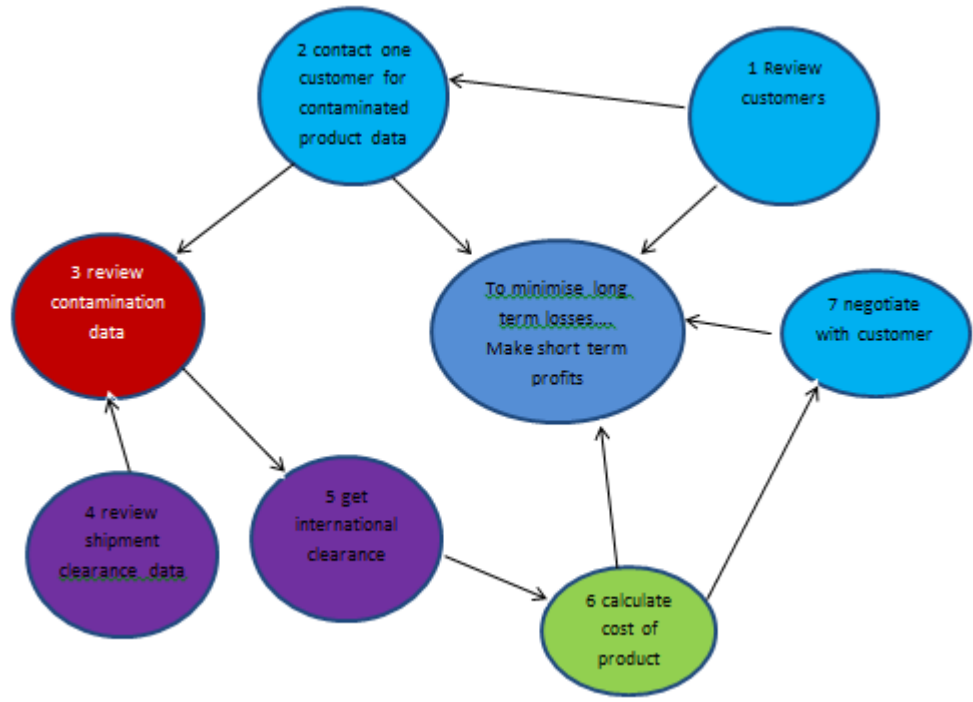 2 contact one
customer for
contaminated
product data
1 Review
customers
3 review
contamination
data
To minimise long
term losses....
Make short term
profits
7 negotiate
with customer
4 review
shipment
clearance data
5 get
international
clearance
6 calculate
cost of
product